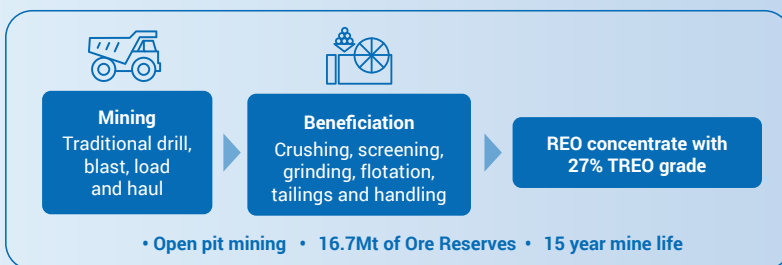 Mining
Traditional drill,
blast, load
and haul
Beneficiation
Crushing, screening,
grinding, flotation,
tailings and handling
REO concentrate with
27% TREO grade
• Open pit mining • 16.7Mt of Ore Reserves • 15 year mine life